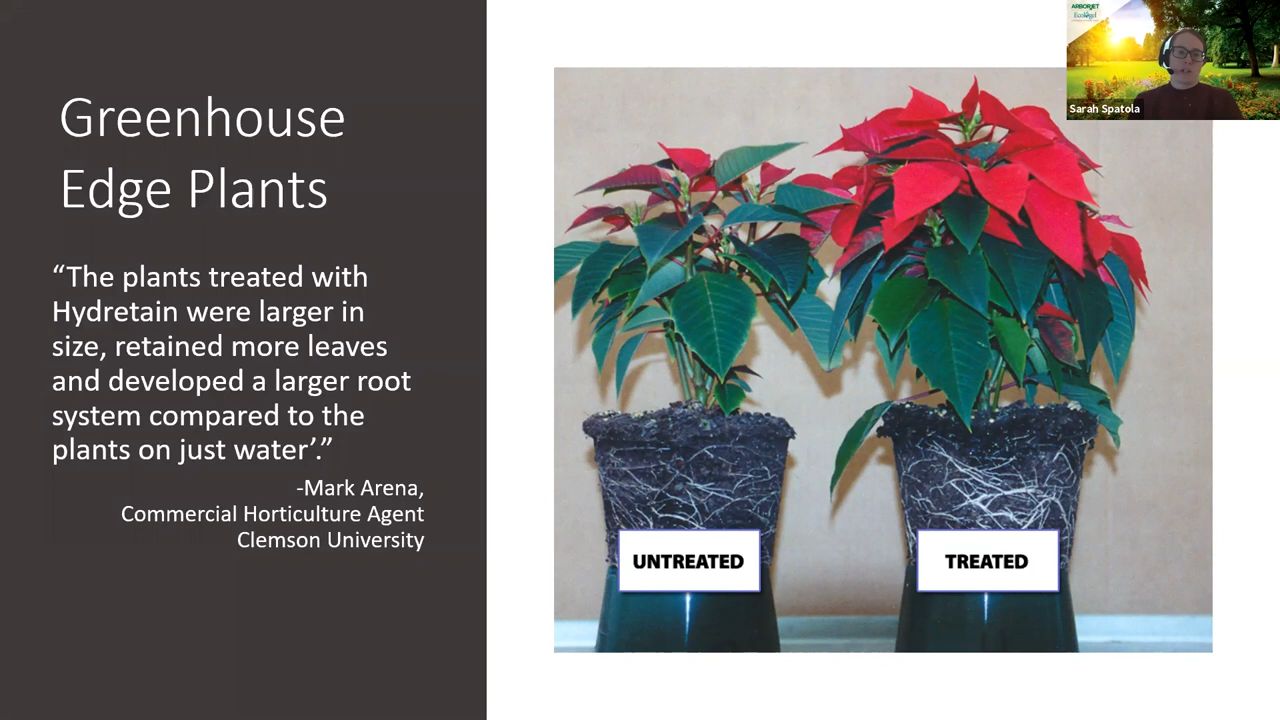 Greenhouse
Edge Plants
“The plants treated with
Hydretain were larger in
size, retained more leaves
and developed a larger root
system compared to the
plants on just water’.”
-Mark Arena,
Commercial Horticulture Agent
Clemson University
UNTREATED
TREATED
ARBORJET
Ecologel
Sarah Spatola